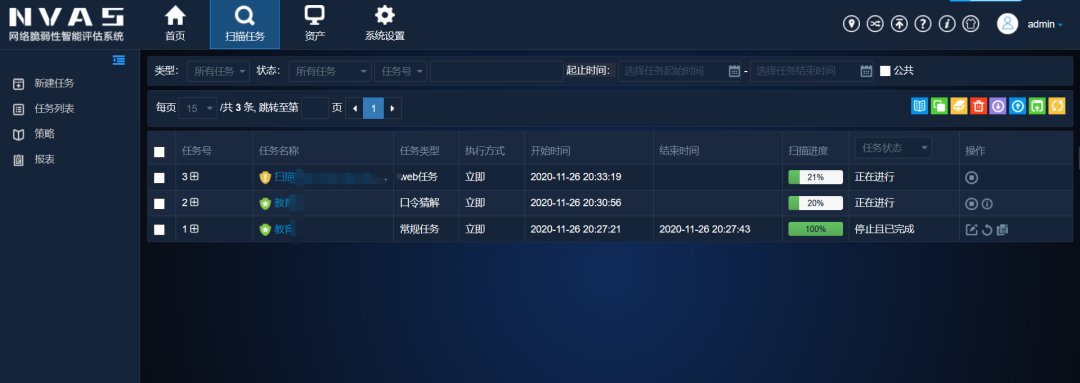 NVAS
网络脆弱性智能评估系统
首页 扫描任务 资产 系统设置
admin
新建任务
任务列表
策略
报表
类型: 所有任务 状态: 所有任务 任务号 起止时间: 选择任务起始时间 - 选择任务结束时间 公共
每页 15 /共 3 条, 跳转至第 页 1
任务号 任务名称 任务类型 执行方式 开始时间 结束时间 扫描进度 任务状态 操作
3 扫描 web任务 立即 2020-11-26 20:33:19 21% 正在进行
2 教育 口令猜解 立即 2020-11-26 20:30:56 20% 正在进行
1 教育 常规任务 立即 2020-11-26 20:27:21 2020-11-26 20:27:43 100% 停止且已完成